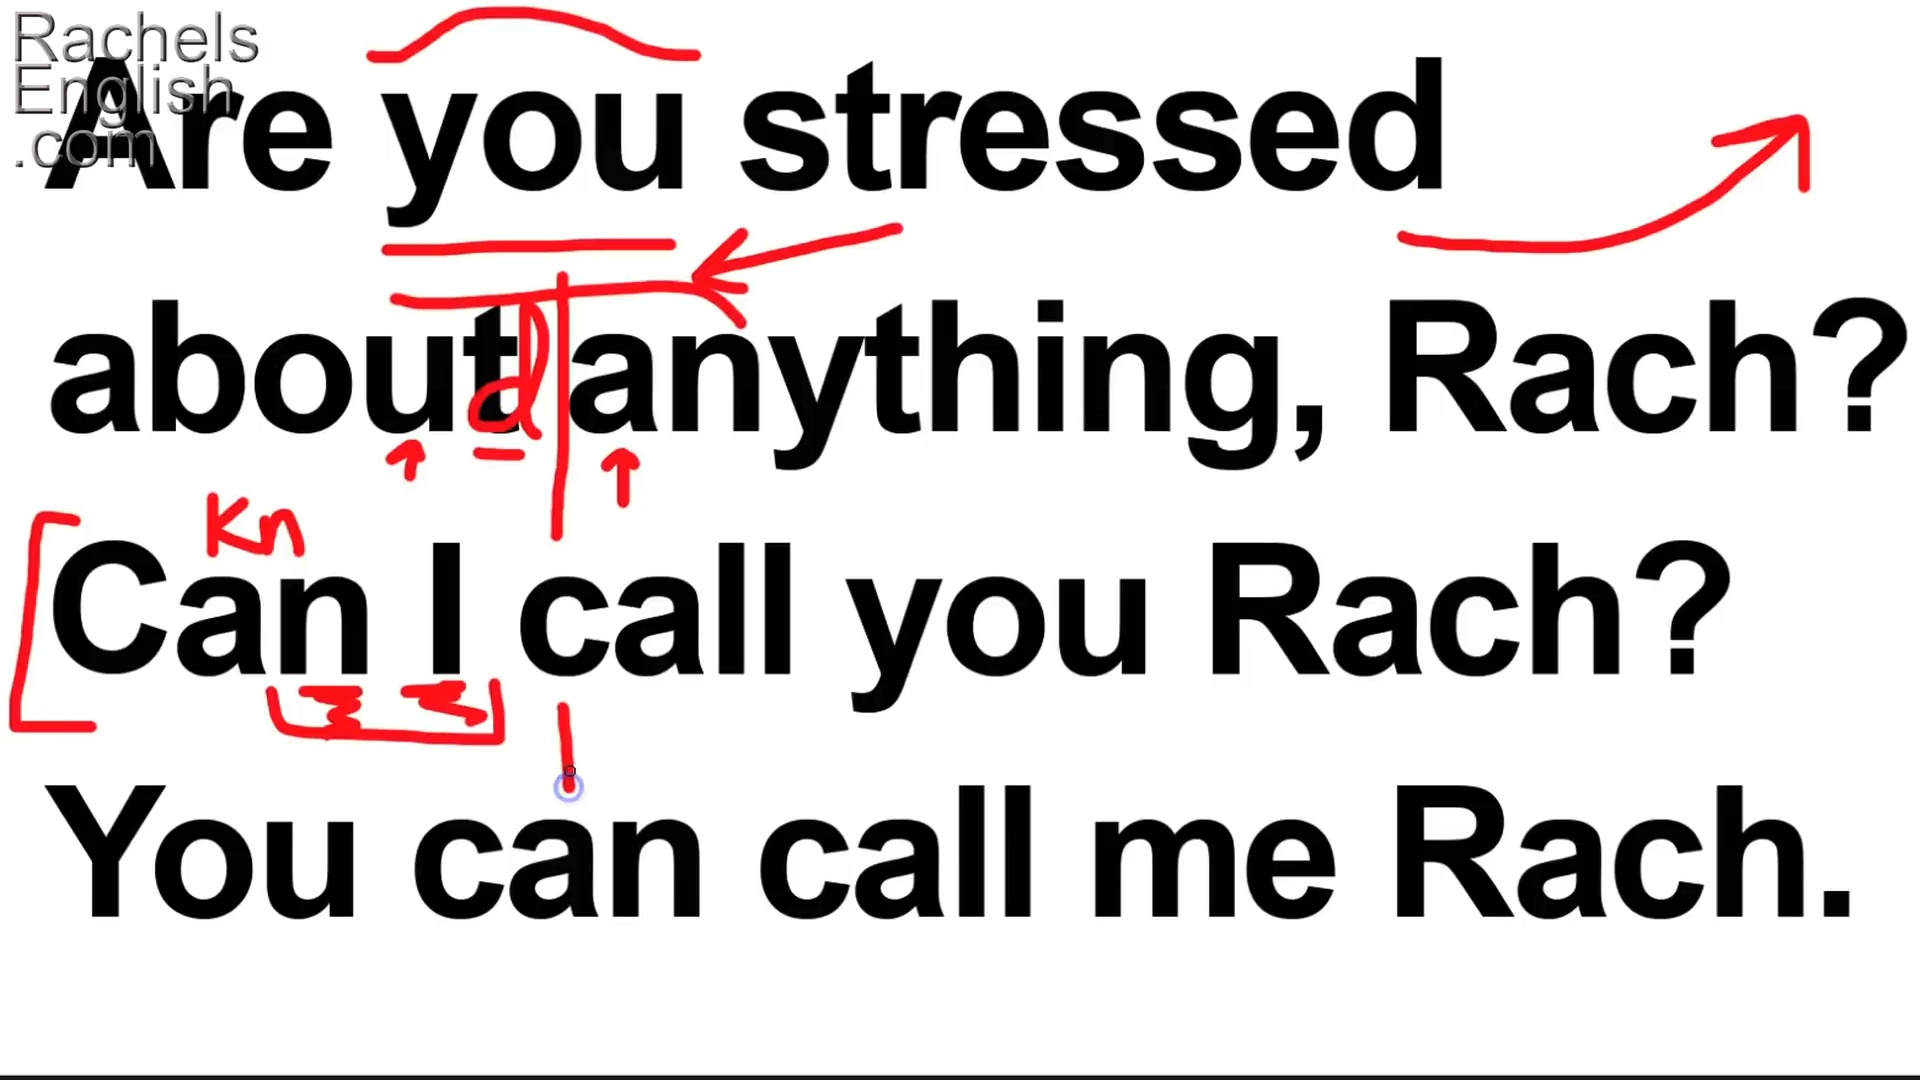 Rachels
English
.com
Are you stressed
about anything, Rach?
d
Kn
Can I call you Rach?
You can call me Rach.